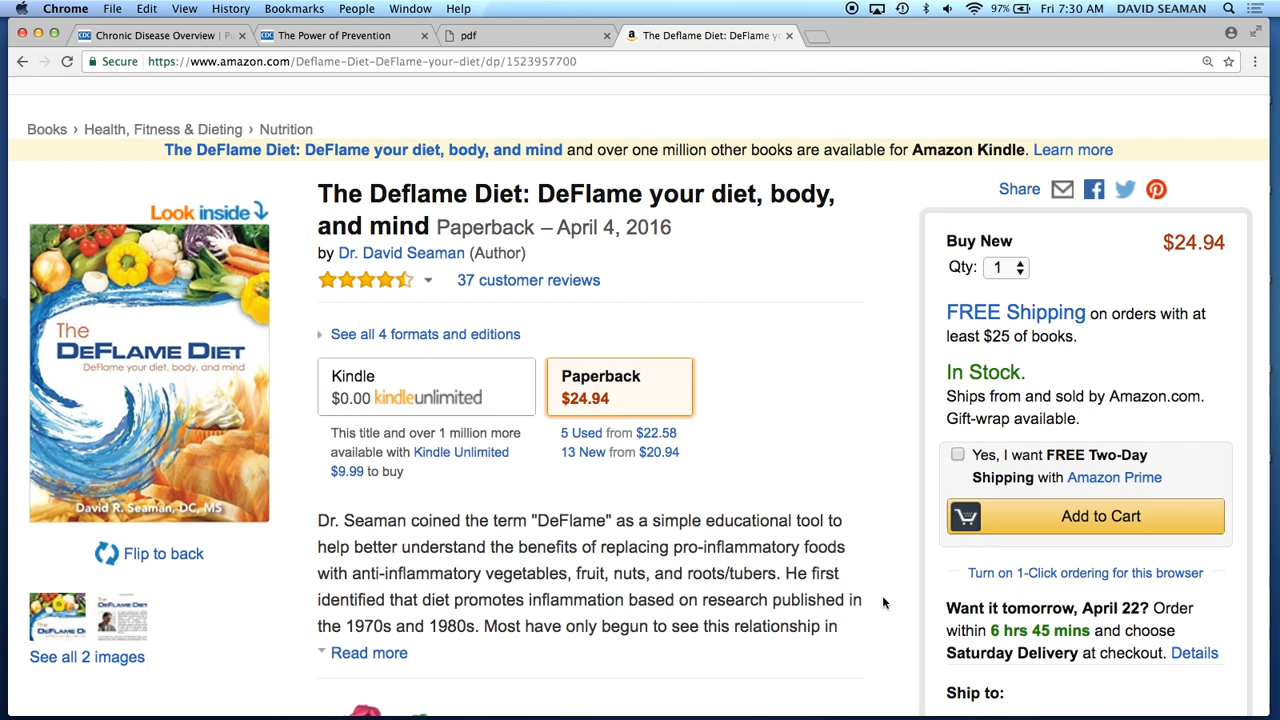 Chrome File Edit View History Bookmarks People Window Help 97% Fri 7:30 AM DAVID SEAMAN
Chronic Disease Overview | Pu × The Power of Prevention × pdf × The Deflame Diet: DeFlame yo ×
Secure https://www.amazon.com/Deflame-Diet-DeFlame-your-diet/dp/1523957700
Books › Health, Fitness & Dieting › Nutrition
The DeFlame Diet: DeFlame your diet, body, and mind and over one million other books are available for Amazon Kindle. Learn more
Look inside
The
DEFLAME DIET
DeFlame your diet, body, and mind
David R. Seaman, DC, MS
Flip to back
See all 2 images
The Deflame Diet: DeFlame your diet, body,
and mind Paperback – April 4, 2016
by Dr. David Seaman (Author)
37 customer reviews
See all 4 formats and editions
Kindle
$0.00 kindleunlimited
Paperback
$24.94
This title and over 1 million more
available with Kindle Unlimited
$9.99 to buy
5 Used from $22.58
13 New from $20.94
Dr. Seaman coined the term "DeFlame" as a simple educational tool to
help better understand the benefits of replacing pro-inflammatory foods
with anti-inflammatory vegetables, fruit, nuts, and roots/tubers. He first
identified that diet promotes inflammation based on research published in
the 1970s and 1980s. Most have only begun to see this relationship in
Read more
Share
Buy New $24.94
Qty: 1
FREE Shipping on orders with at
least $25 of books.
In Stock.
Ships from and sold by Amazon.com.
Gift-wrap available.
Yes, I want FREE Two-Day
Shipping with Amazon Prime
Add to Cart
Turn on 1-Click ordering for this browser
Want it tomorrow, April 22? Order
within 6 hrs 45 mins and choose
Saturday Delivery at checkout. Details
Ship to: